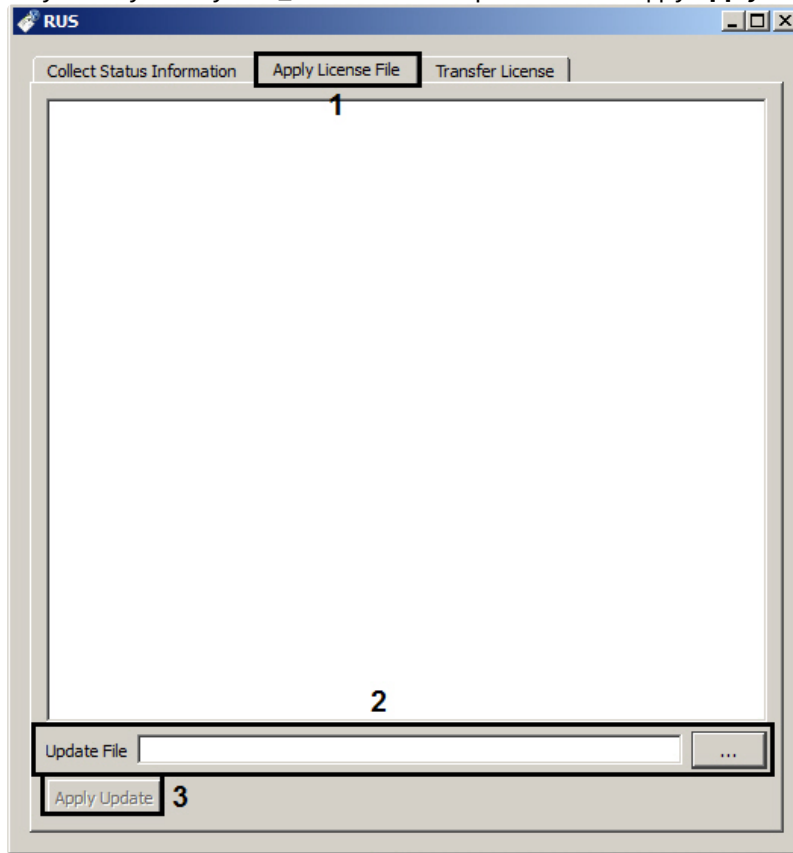 RUS
Collect Status Information Apply License File Transfer License
1
2
Update File ...
Apply Update 3